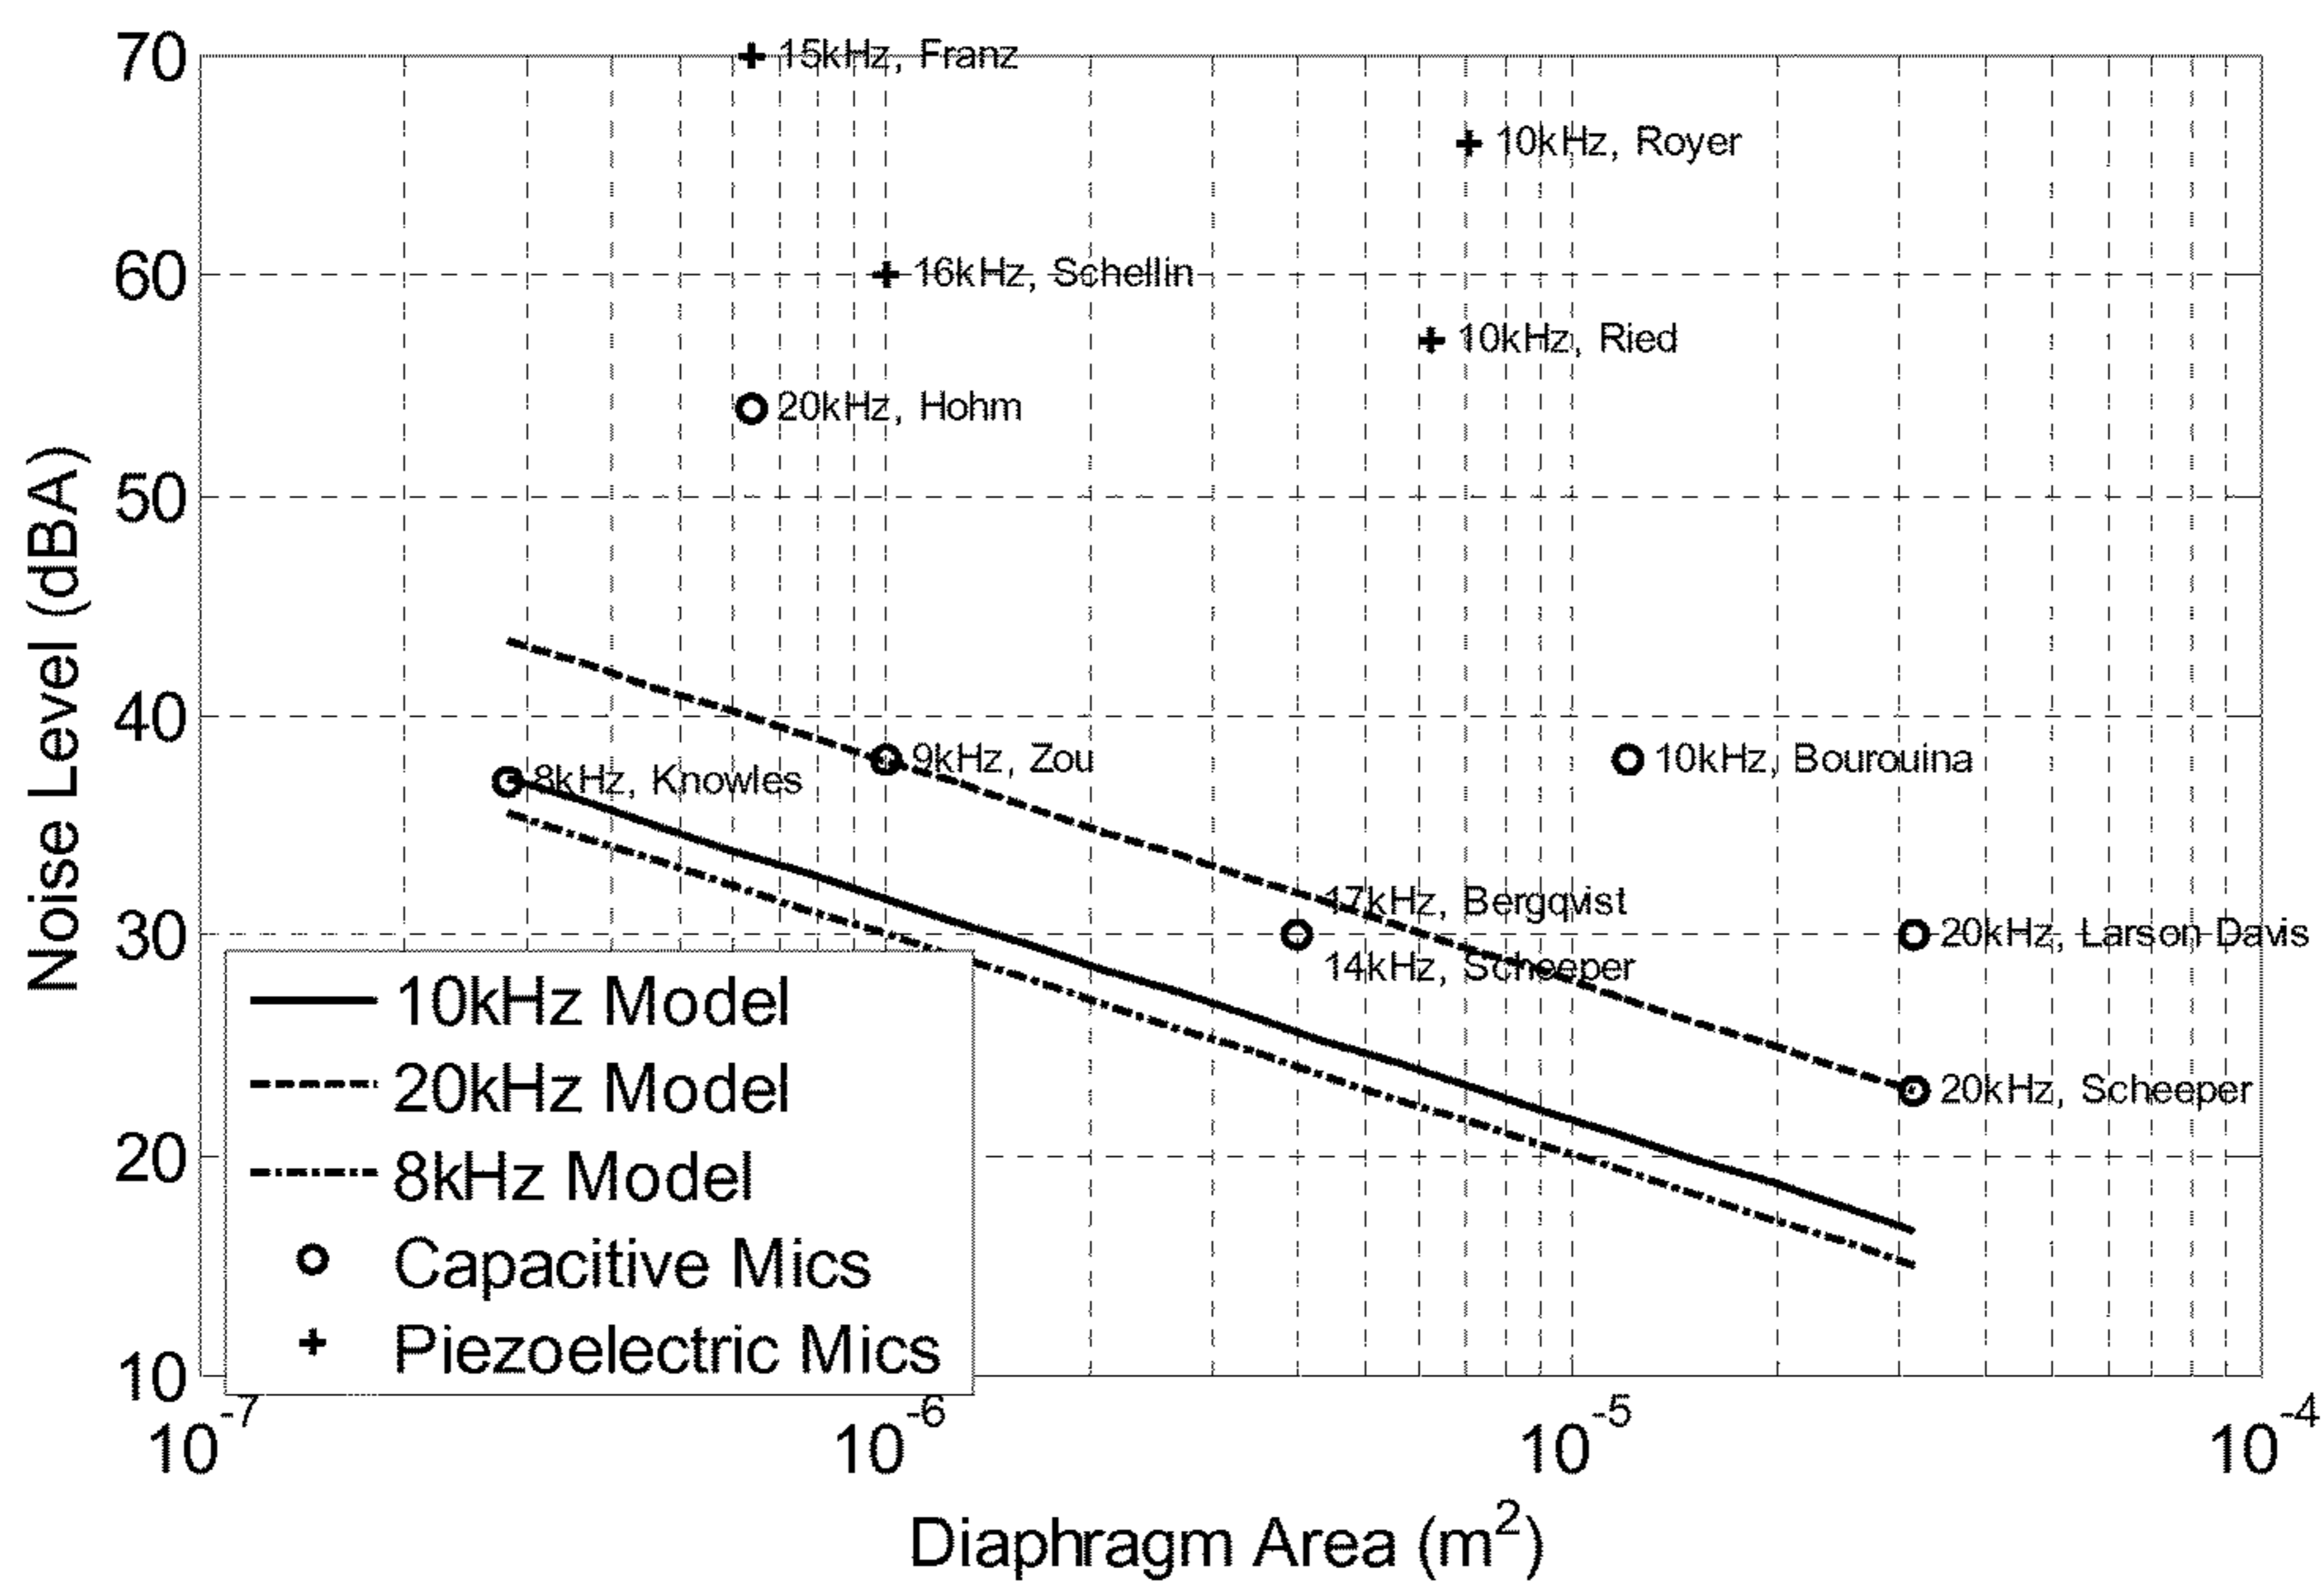 70
15kHz, Franz
10kHz, Royer
60
16kHz, Schellin
10kHz, Ried
20kHz, Hohm
50
Noise Level (dBA)
40
9kHz, Zou
10kHz, Bourouina
8kHz, Knowles
17kHz, Bergqvist
30
20kHz, Larson Davis
14kHz, Scheeper
10kHz Model
20kHz Model
20kHz, Scheeper
20
8kHz Model
Capacitive Mics
Piezoelectric Mics
10
10-7
10-6
10-5
10-4
Diaphragm Area (m2)